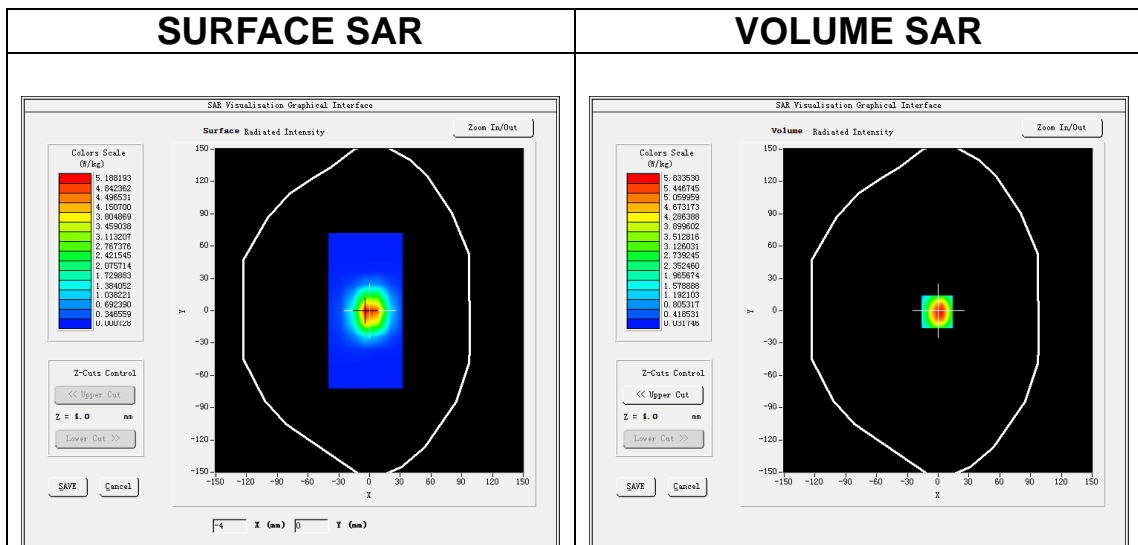 SURFACE SAR
SAR Visualisation Graphical Interface
Surface Radiated Intensity
Zoom In/Out
Colors Scale
(W/kg)
5.188193
4.842362
4.496531
4.150700
3.804869
3.459038
3.113207
2.767376
2.421545
2.075714
1.729883
1.384052
1.038221
0.692390
0.346559
0.000728
150
120
90
60
30
0
-30
-60
-90
-120
-150
Y
-150 -120 -90 -60 -30 0 30 60 90 120 150
X
Z-Cuts Control
<< Upper Cut
Z = 4.0 mm
Lower Cut >>
SAVE Cancel
-4 X (mm) 0 Y (mm)
VOLUME SAR
SAR Visualisation Graphical Interface
Volume Radiated Intensity
Zoom In/Out
Colors Scale
(W/kg)
5.833530
5.446745
5.059959
4.673173
4.286388
3.899602
3.512816
3.126031
2.739245
2.352460
1.965674
1.578888
1.192103
0.805317
0.418531
0.031746
150
120
90
60
30
0
-30
-60
-90
-120
-150
Y
-150 -120 -90 -60 -30 0 30 60 90 120 150
X
Z-Cuts Control
<< Upper Cut
Z = 4.0 mm
Lower Cut >>
SAVE Cancel